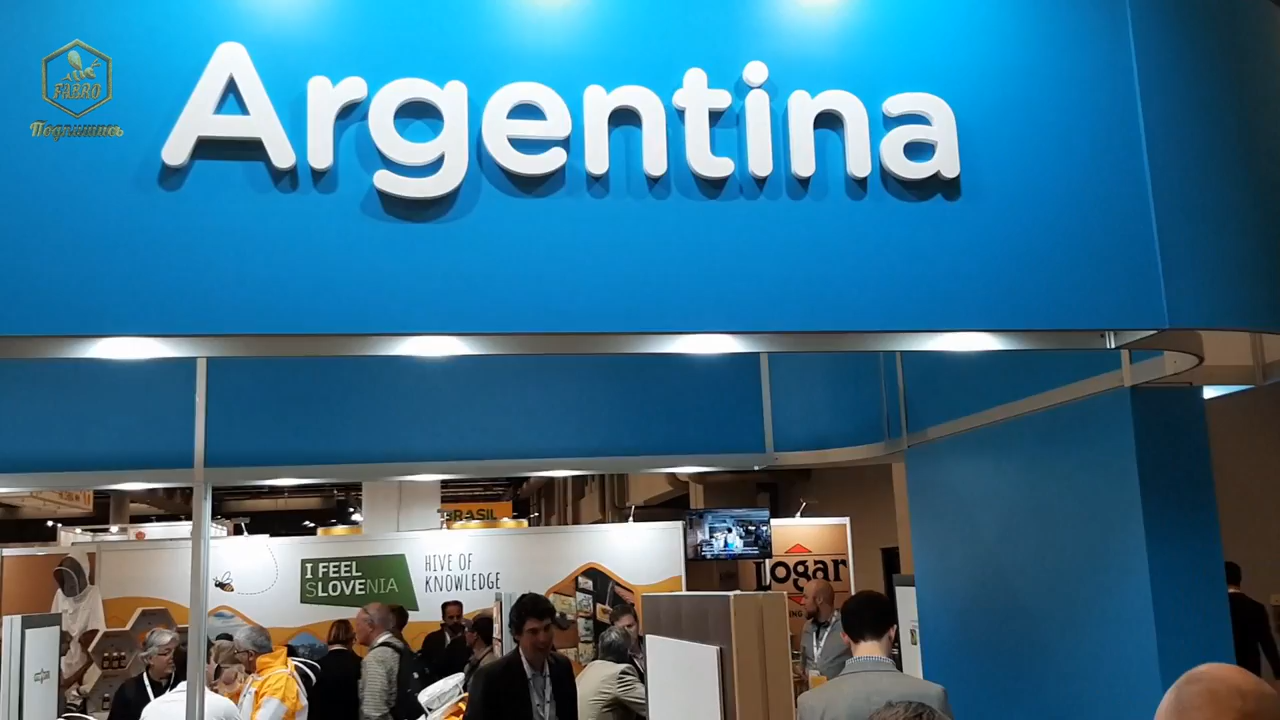 FABRO
Подпишись
Argentina
BRASIL
I FEEL
SLOVENIA
HIVE OF
KNOWLEDGE
Logar